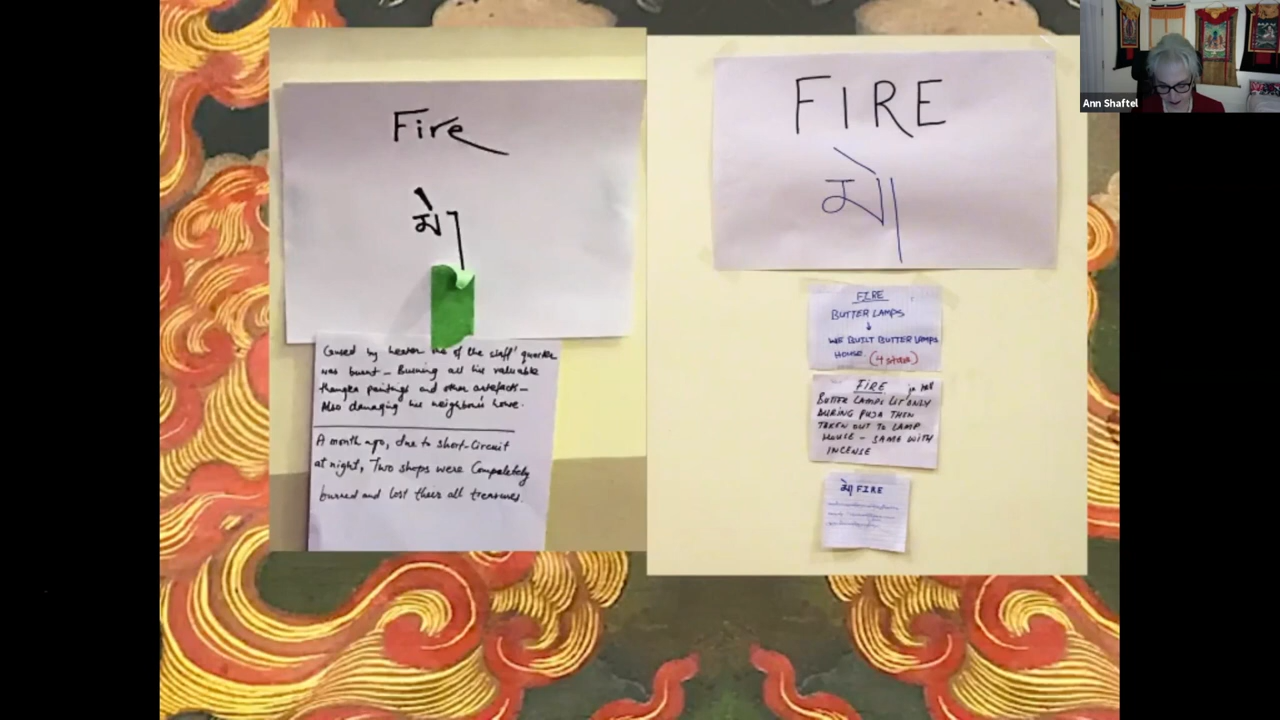 Fire
མེ།
Caused by heater one of the staff' quarter
was burnt — Burning all his valuable
thangka paintings and other artefacts —
Also damaging his neighbour's house.
A month ago, due to short-circuit
at night, Two shops were Completely
burned and lost their all treasures.
FIRE
མེ།
FIRE
BUTTER LAMPS
↓
WE BUILT BUTTER LAMPS
HOUSE. (4 stars)
FIRE
BUTTER LAMPS LIT ONLY
DURING PUJA THEN
TAKEN OUT TO LAMP
HOUSE – SAME WITH
INCENSE
མེ། FIRE
Ann Shaftel